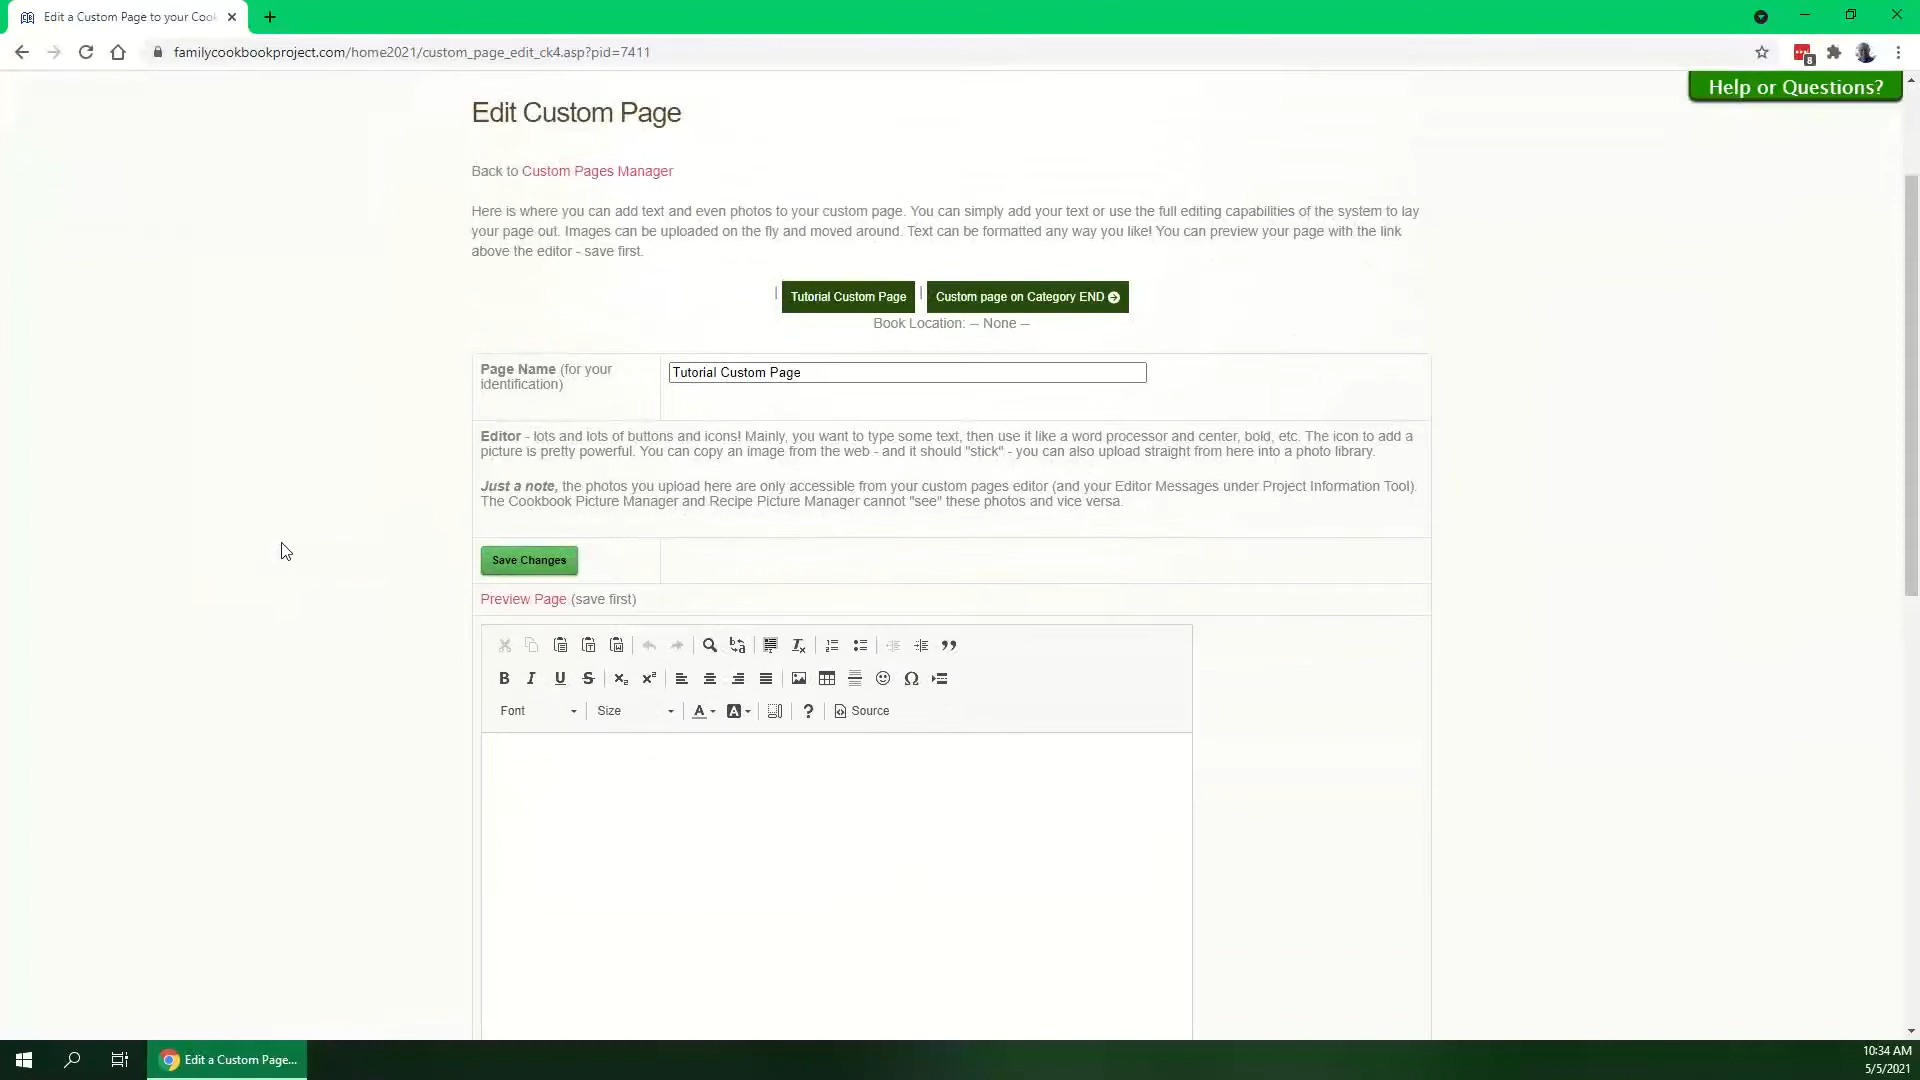 Edit a Custom Page to your Cook
familycookbookproject.com/home2021/custom_page_edit_ck4.asp?pid=7411
8
Help or Questions?
Edit Custom Page
Back to Custom Pages Manager
Here is where you can add text and even photos to your custom page. You can simply add your text or use the full editing capabilities of the system to lay
your page out. Images can be uploaded on the fly and moved around. Text can be formatted any way you like! You can preview your page with the link
above the editor - save first.
| Tutorial Custom Page | Custom page on Category END
Book Location: -- None --
Page Name (for your
identification)
Tutorial Custom Page
Editor - lots and lots of buttons and icons! Mainly, you want to type some text, then use it like a word processor and center, bold, etc. The icon to add a
picture is pretty powerful. You can copy an image from the web - and it should "stick" - you can also upload straight from here into a photo library.
Just a note, the photos you upload here are only accessible from your custom pages editor (and your Editor Messages under Project Information Tool).
The Cookbook Picture Manager and Recipe Picture Manager cannot "see" these photos and vice versa.
Save Changes
Preview Page (save first)
Font Size A A ? Source
Edit a Custom Page...
10:34 AM
5/5/2021